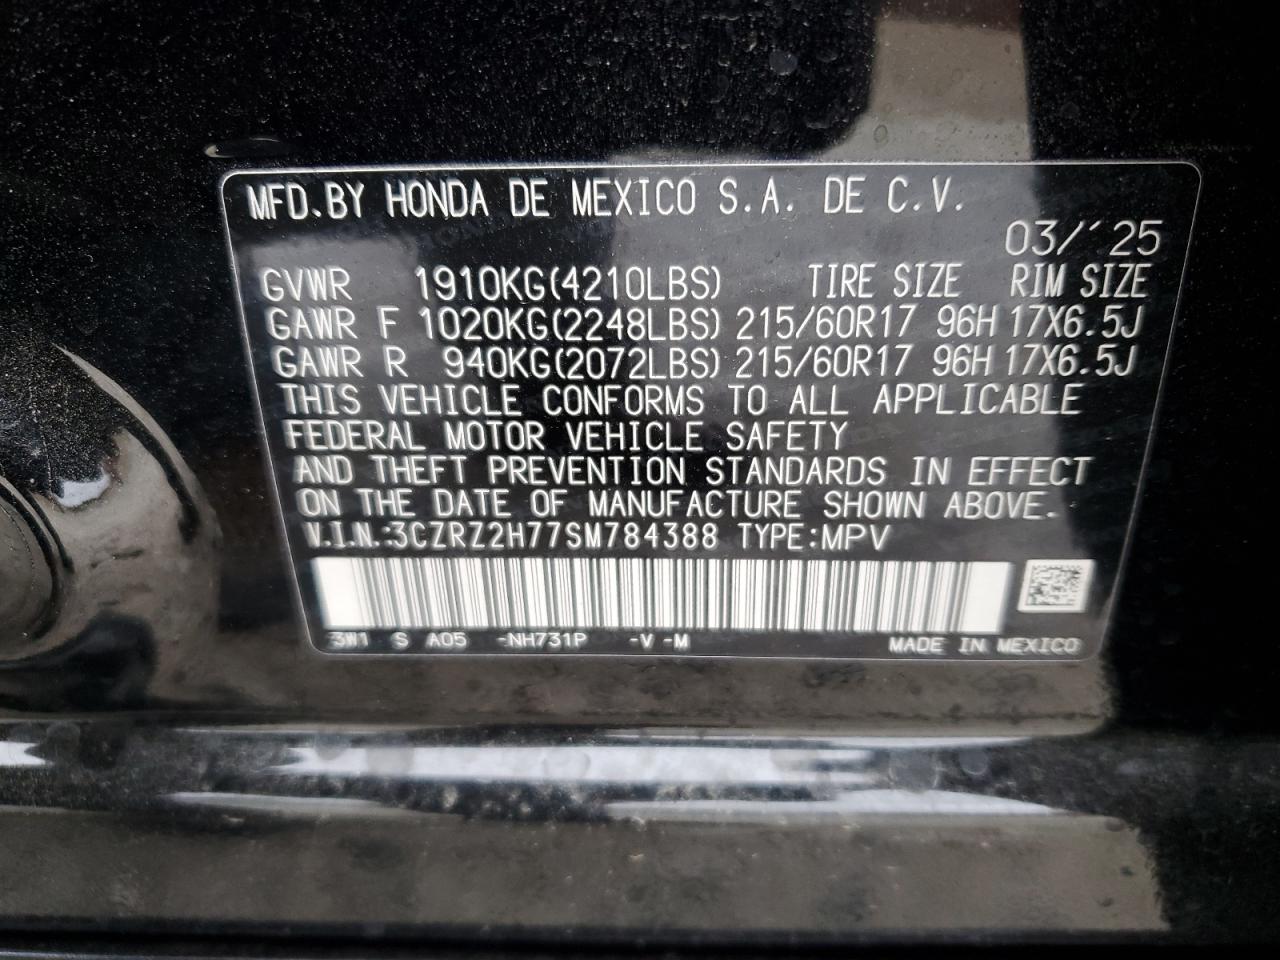 MFD.BY HONDA DE MEXICO S.A. DE C.V.
03/´25
GVWR 1910KG(4210LBS) TIRE SIZE RIM SIZE
GAWR F 1020KG(2248LBS) 215/60R17 96H 17X6.5J
GAWR R 940KG(2072LBS) 215/60R17 96H 17X6.5J
THIS VEHICLE CONFORMS TO ALL APPLICABLE
FEDERAL MOTOR VEHICLE SAFETY
AND THEFT PREVENTION STANDARDS IN EFFECT
ON THE DATE OF MANUFACTURE SHOWN ABOVE.
V.I.N.:3CZRZ2H77SM784388 TYPE:MPV
3W1 S A05 -NH731P -V -M MADE IN MEXICO